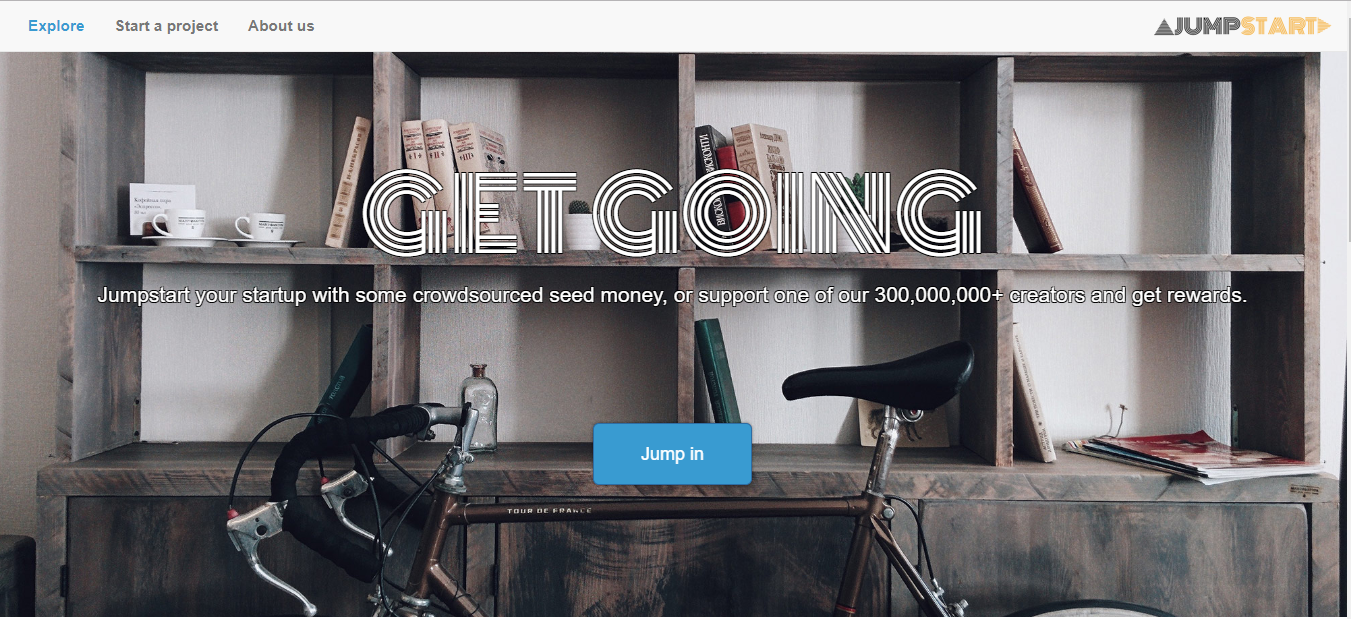 Explore Start a project About us
JUMPSTART
GET GOING
Jumpstart your startup with some crowdsourced seed money, or support one of our 300,000,000+ creators and get rewards.
Jump in
TOUR DE FRANCE